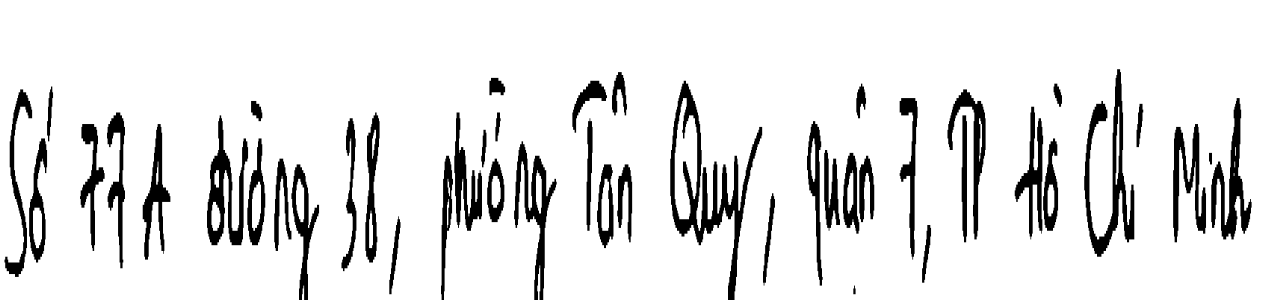 Số 77A đường 38, phường Tân Quy, quận 7, TP Hồ Chí Minh